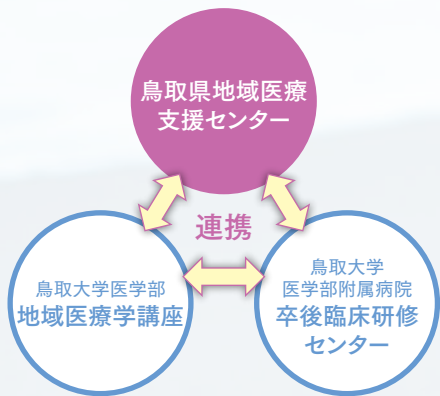 鳥取県地域医療
支援センター
連携
鳥取大学医学部
地域医療学講座
鳥取大学
医学部附属病院
卒後臨床研修
センター